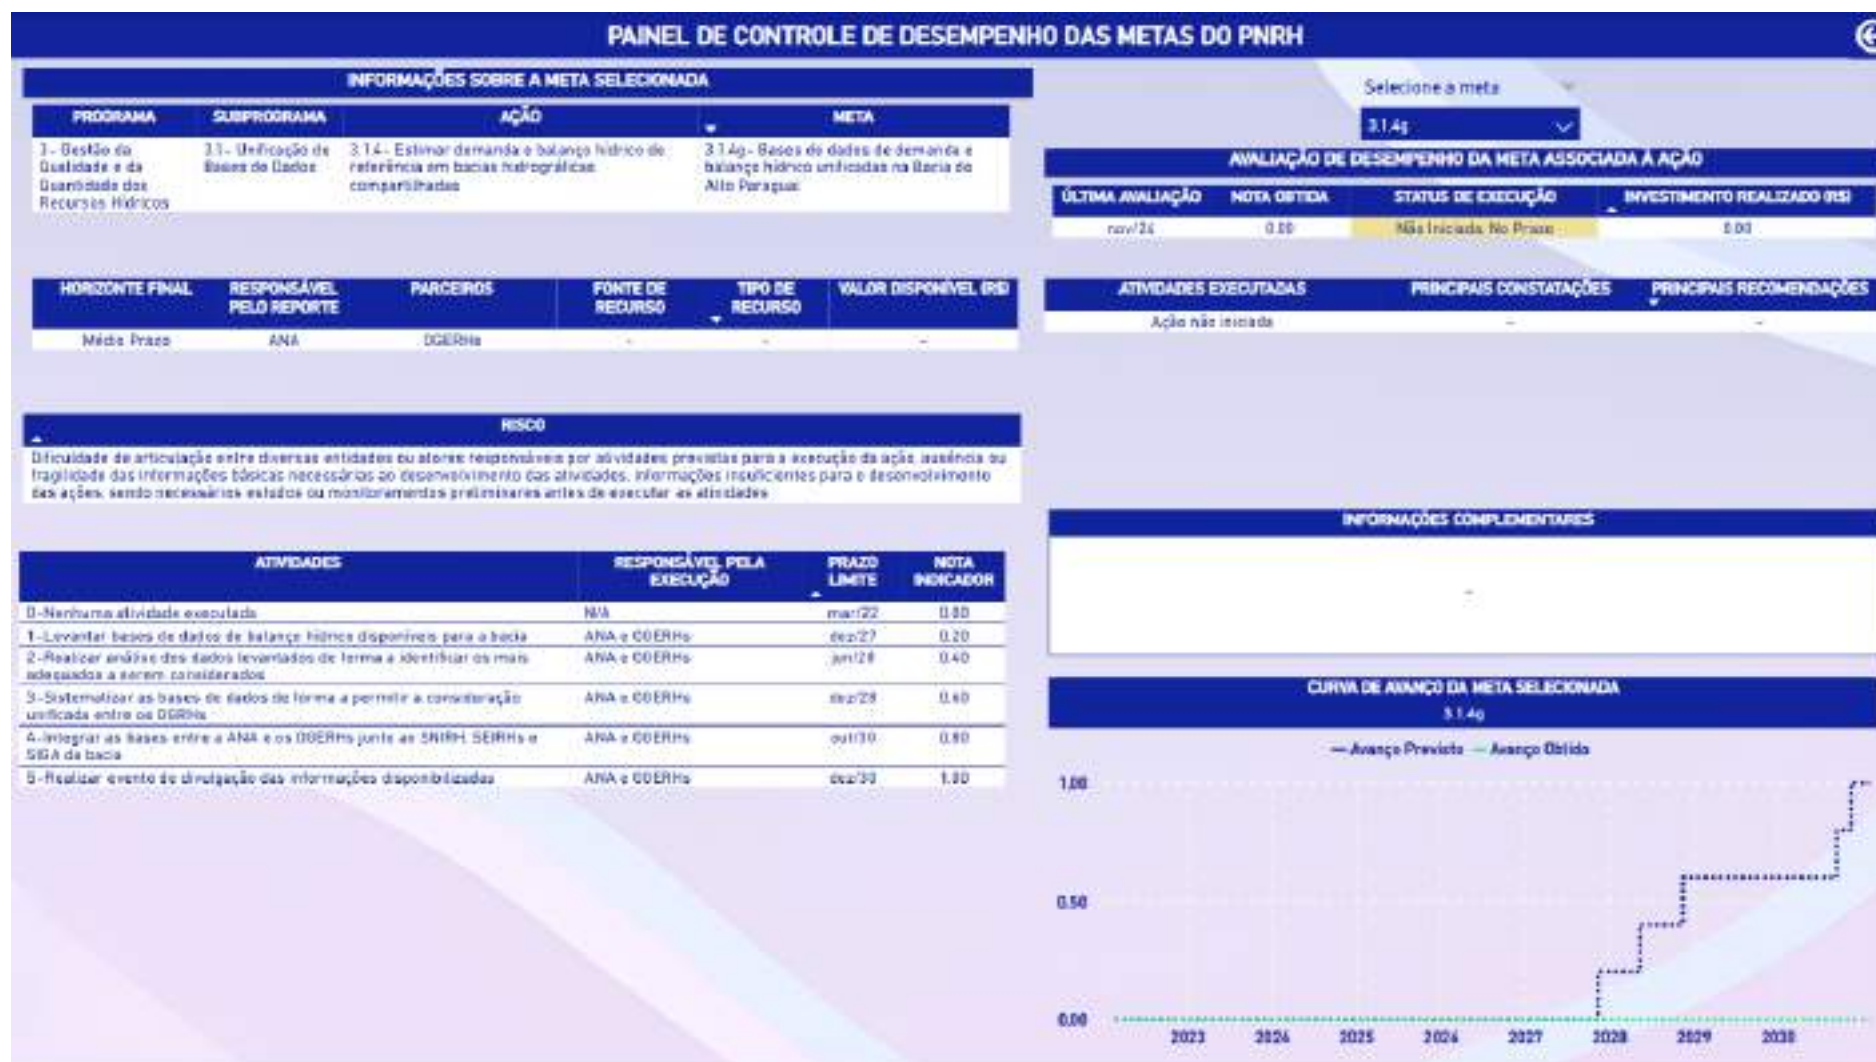 PAINEL DE CONTROLE DE DESEMPENHO DAS METAS DO PNRH
INFORMAÇÕES SOBRE A META SELECIONADA
PROGRAMA SUBPROGRAMA AÇÃO META
3- Gestão da Qualidade e da Quantidade dos Recursos Hídricos
3.1- Unificação de Bases de Dados
3.1.4- Estimar demanda e balanço hídrico de referência em bacias hidrográficas compartilhadas
3.1.4g- Bases de dados de demanda e balanço hídrico unificadas na Bacia do Alto Paraguai
HORIZONTE FINAL RESPONSÁVEL PELO REPORTE PARCEIROS FONTE DE RECURSO TIPO DE RECURSO VALOR DISPONÍVEL (R$)
Médio Prazo ANA OGERHs - - -
RISCO
Dificuldade de articulação entre diversas entidades ou atores responsáveis por atividades previstas para a execução da ação, ausência ou
fragilidade das informações básicas necessárias ao desenvolvimento das atividades, informações insuficientes para o desenvolvimento
das ações, sendo necessários estudos ou monitoramentos preliminares antes de executar as atividades
ATIVIDADES RESPONSÁVEL PELA EXECUÇÃO PRAZO LIMITE NOTA INDICADOR
0-Nenhuma atividade executada N/A mar/22 0.00
1-Levantar bases de dados de balanço hídrico disponíveis para a bacia ANA e OGERHs dez/27 0.20
2-Realizar análise dos dados levantados de forma a identificar os mais adequados a serem considerados ANA e OGERHs jun/28 0.40
3-Sistematizar as bases de dados de forma a permitir a consideração unificada entre os OGRHs ANA e OGERHs dez/28 0.60
4-Integrar as bases entre a ANA e os OGERHs junto ao SNIRH, SEIRHs e SIGA da bacia ANA e OGERHs out/30 0.80
5-Realizar evento de divulgação das informações disponibilizadas ANA e OGERHs dez/30 1.00
Selecione a meta
3.1.4g
AVALIAÇÃO DE DESEMPENHO DA META ASSOCIADA À AÇÃO
ÚLTIMA AVALIAÇÃO NOTA OBTIDA STATUS DE EXECUÇÃO INVESTIMENTO REALIZADO (R$)
nov/24 0.00 Não Iniciada, No Prazo 0.00
ATIVIDADES EXECUTADAS PRINCIPAIS CONSTATAÇÕES PRINCIPAIS RECOMENDAÇÕES
Ação não iniciada - -
INFORMAÇÕES COMPLEMENTARES
-
CURVA DE AVANÇO DA META SELECIONADA
3.1.4g
Avanço Previsto Avanço Obtido
1.00
0.50
0.00
2023 2024 2025 2026 2027 2028 2029 2030